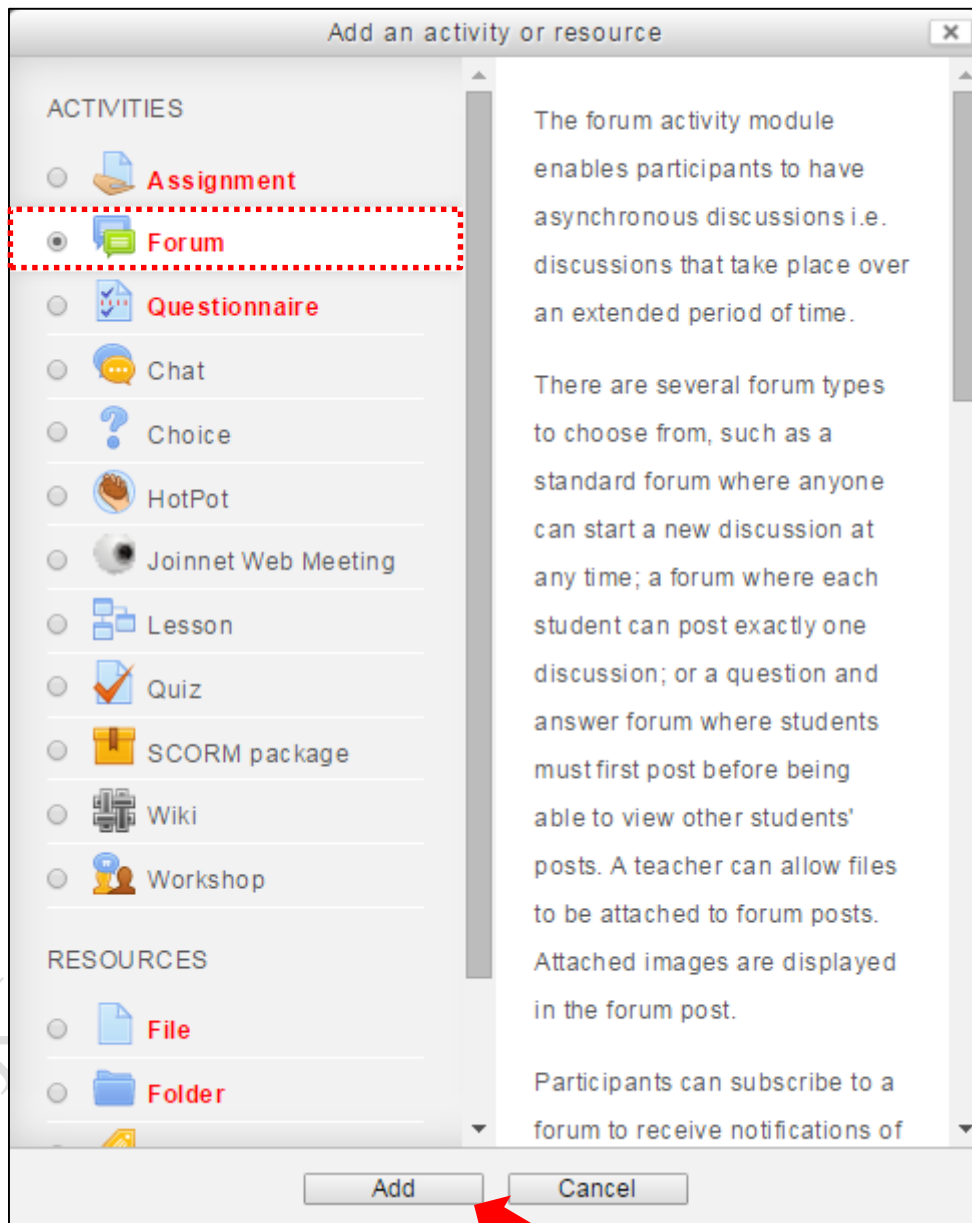 Add an activity or resource
ACTIVITIES
Assignment
Forum
Questionnaire
Chat
Choice
HotPot
Joinnet Web Meeting
Lesson
Quiz
SCORM package
Wiki
Workshop
RESOURCES
File
Folder
The forum activity module
enables participants to have
asynchronous discussions i.e.
discussions that take place over
an extended period of time.
There are several forum types
to choose from, such as a
standard forum where anyone
can start a new discussion at
any time; a forum where each
student can post exactly one
discussion; or a question and
answer forum where students
must first post before being
able to view other students'
posts. A teacher can allow files
to be attached to forum posts.
Attached images are displayed
in the forum post.
Participants can subscribe to a
forum to receive notifications of
Add
Cancel